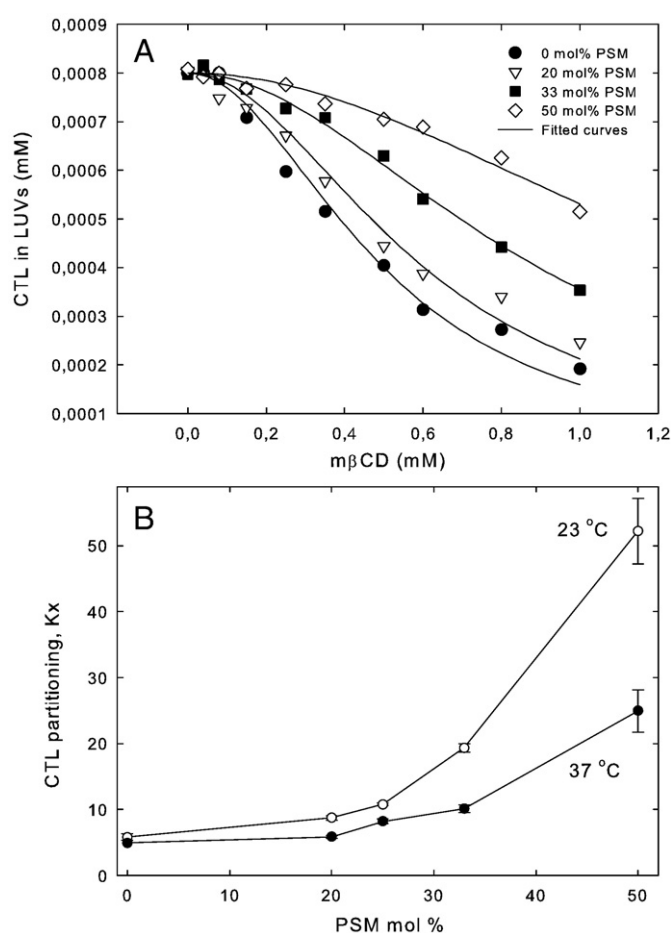 A
0,0009
0,0008
0,0007
0,0006
0,0005
0,0004
0,0003
0,0002
0,0001
CTL in LUVs (mM)
0 mol% PSM
20 mol% PSM
33 mol% PSM
50 mol% PSM
Fitted curves
0,0 0,2 0,4 0,6 0,8 1,0 1,2
mβCD (mM)
B
50
40
30
20
10
0
CTL partitioning, Kx
23 °C
37 °C
0 10 20 30 40 50
PSM mol %